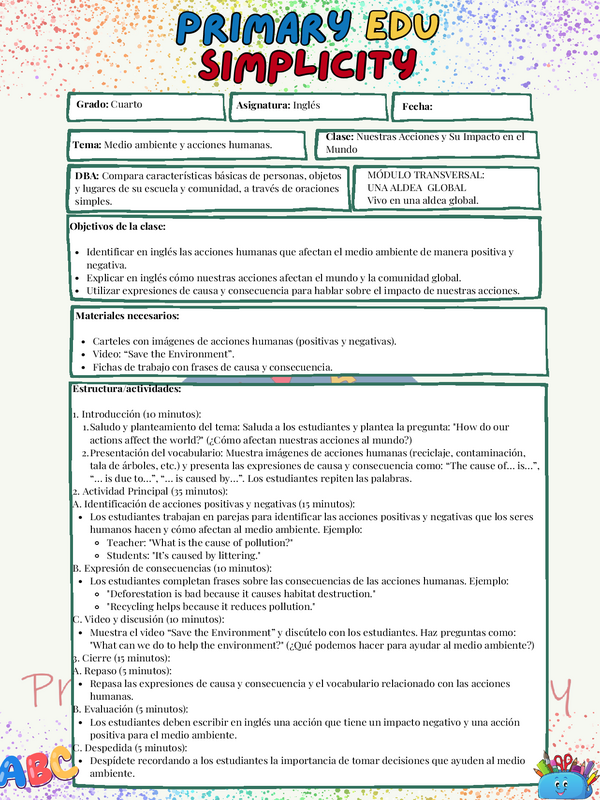 PRIMARY EDU
SIMPLICITY
Grado: Cuarto
Asignatura: Inglés
Fecha:
Tema: Medio ambiente y acciones humanas.
Clase: Nuestras Acciones y Su Impacto en el
Mundo
DBA: Compara características básicas de personas, objetos
y lugares de su escuela y comunidad, a través de oraciones
simples.
MÓDULO TRANSVERSAL:
UNA ALDEA GLOBAL
Vivo en una aldea global.
Objetivos de la clase:
• Identificar en inglés las acciones humanas que afectan el medio ambiente de manera positiva y
negativa.
• Explicar en inglés cómo nuestras acciones afectan el mundo y la comunidad global.
• Utilizar expresiones de causa y consecuencia para hablar sobre el impacto de nuestras acciones.
Materiales necesarios:
• Carteles con imágenes de acciones humanas (positivas y negativas).
• Video: “Save the Environment”.
• Fichas de trabajo con frases de causa y consecuencia.
Estructura/actividades:
1. Introducción (10 minutos):
1. Saludo y planteamiento del tema: Saluda a los estudiantes y plantea la pregunta: "How do our
actions affect the world?" (¿Cómo afectan nuestras acciones al mundo?)
2. Presentación del vocabulario: Muestra imágenes de acciones humanas (reciclaje, contaminación,
tala de árboles, etc.) y presenta las expresiones de causa y consecuencia como: “The cause of… is…”,
“… is due to…”, “… is caused by…”. Los estudiantes repiten las palabras.
2. Actividad Principal (35 minutos):
A. Identificación de acciones positivas y negativas (15 minutos):
• Los estudiantes trabajan en parejas para identificar las acciones positivas y negativas que los seres
humanos hacen y cómo afectan al medio ambiente. Ejemplo:
○ Teacher: "What is the cause of pollution?"
○ Students: "It’s caused by littering."
B. Expresión de consecuencias (10 minutos):
• Los estudiantes completan frases sobre las consecuencias de las acciones humanas. Ejemplo:
○ "Deforestation is bad because it causes habitat destruction."
○ "Recycling helps because it reduces pollution."
C. Video y discusión (10 minutos):
• Muestra el video “Save the Environment” y discútelo con los estudiantes. Haz preguntas como:
"What can we do to help the environment?" (¿Qué podemos hacer para ayudar al medio ambiente?)
3. Cierre (15 minutos):
A. Repaso (5 minutos):
• Repasa las expresiones de causa y consecuencia y el vocabulario relacionado con las acciones
humanas.
B. Evaluación (5 minutos):
• Los estudiantes deben escribir en inglés una acción que tiene un impacto negativo y una acción
positiva para el medio ambiente.
C. Despedida (5 minutos):
• Despídete recordando a los estudiantes la importancia de tomar decisiones que ayuden al medio
ambiente.
ABC